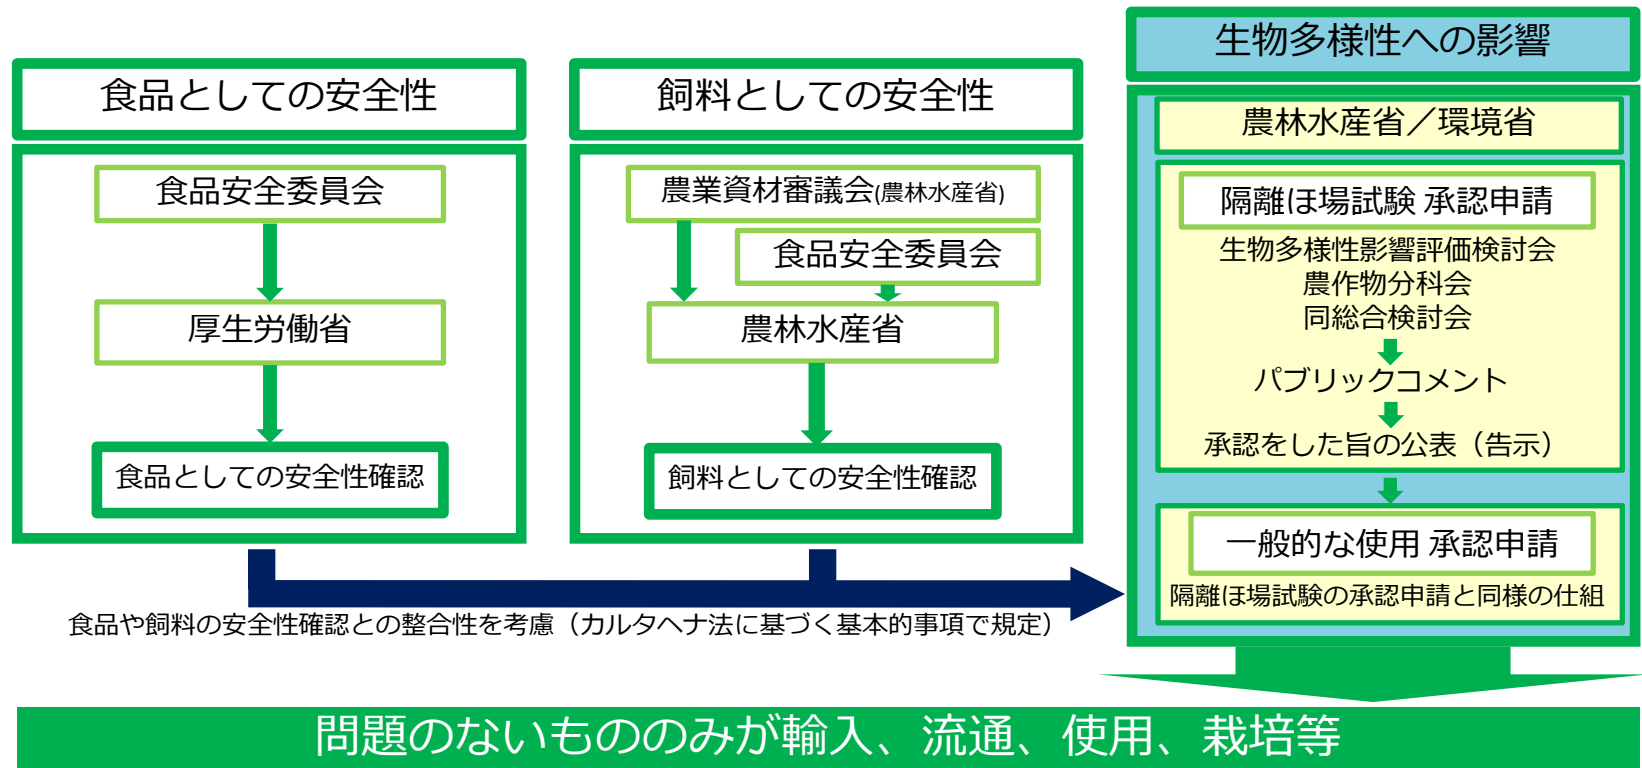 食品としての安全性
食品安全委員会
厚生労働省
食品としての安全性確認
飼料としての安全性
農業資材審議会(農林水産省)
食品安全委員会
農林水産省
飼料としての安全性確認
生物多様性への影響
農林水産省／環境省
隔離ほ場試験 承認申請
生物多様性影響評価検討会
農作物分科会
同総合検討会
パブリックコメント
承認をした旨の公表（告示）
一般的な使用 承認申請
隔離ほ場試験の承認申請と同様の仕組
食品や飼料の安全性確認との整合性を考慮（カルタヘナ法に基づく基本的事項で規定）
問題のないもののみが輸入、流通、使用、栽培等